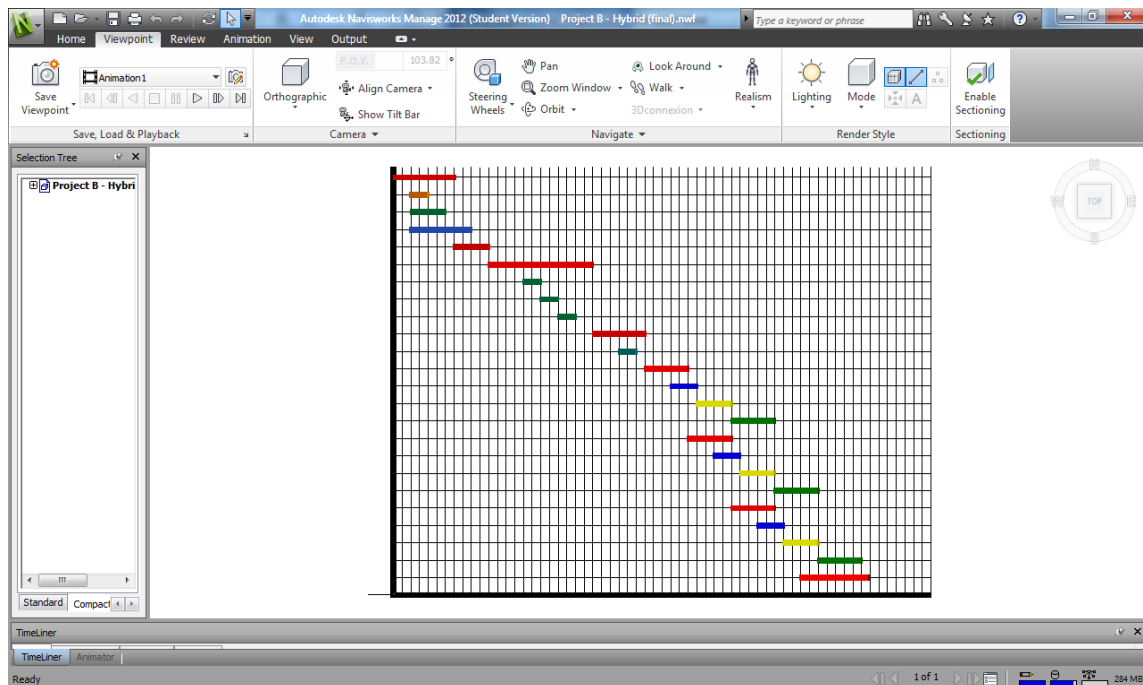 Autodesk Navisworks Manage 2012 (Student Version) Project B - Hybrid (final).nwf Type a keyword or phrase
Home Viewpoint Review Animation View Output
Save Viewpoint
Animation1
Orthographic
F.O.V. 103.82 °
Align Camera
Show Tilt Bar
Steering Wheels
Pan
Zoom Window
Orbit
Look Around
Walk
3Dconnexion
Realism
Lighting
Mode
A
Enable Sectioning
Save, Load & Playback Camera Navigate Render Style Sectioning
Selection Tree
Project B - Hybri
N
W TOP E
S
Standard Compact
TimeLiner
TimeLiner Animator
Ready 1 of 1 284 MB